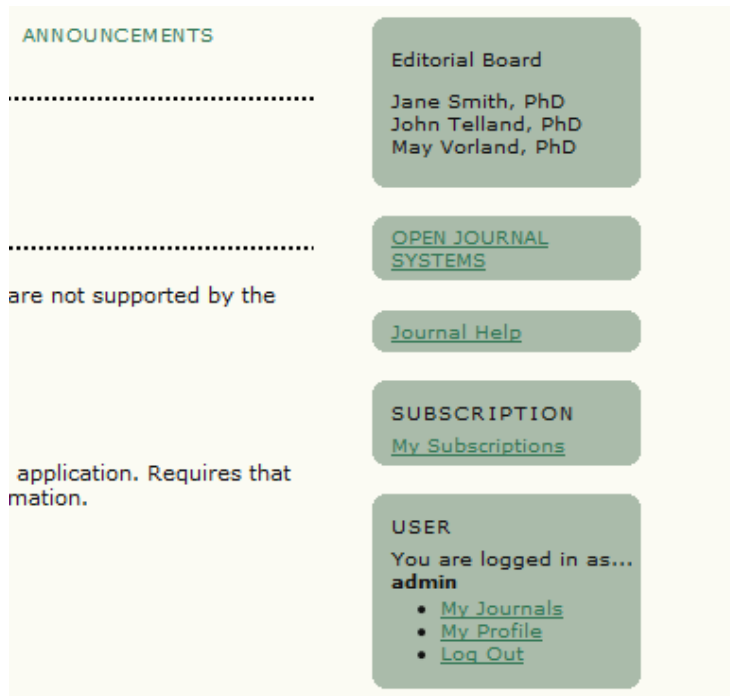 ANNOUNCEMENTS
are not supported by the
application. Requires that
mation.
Editorial Board
Jane Smith, PhD
John Telland, PhD
May Vorland, PhD
OPEN JOURNAL
SYSTEMS
Journal Help
SUBSCRIPTION
My Subscriptions
USER
You are logged in as...
admin
My Journals
My Profile
Log Out